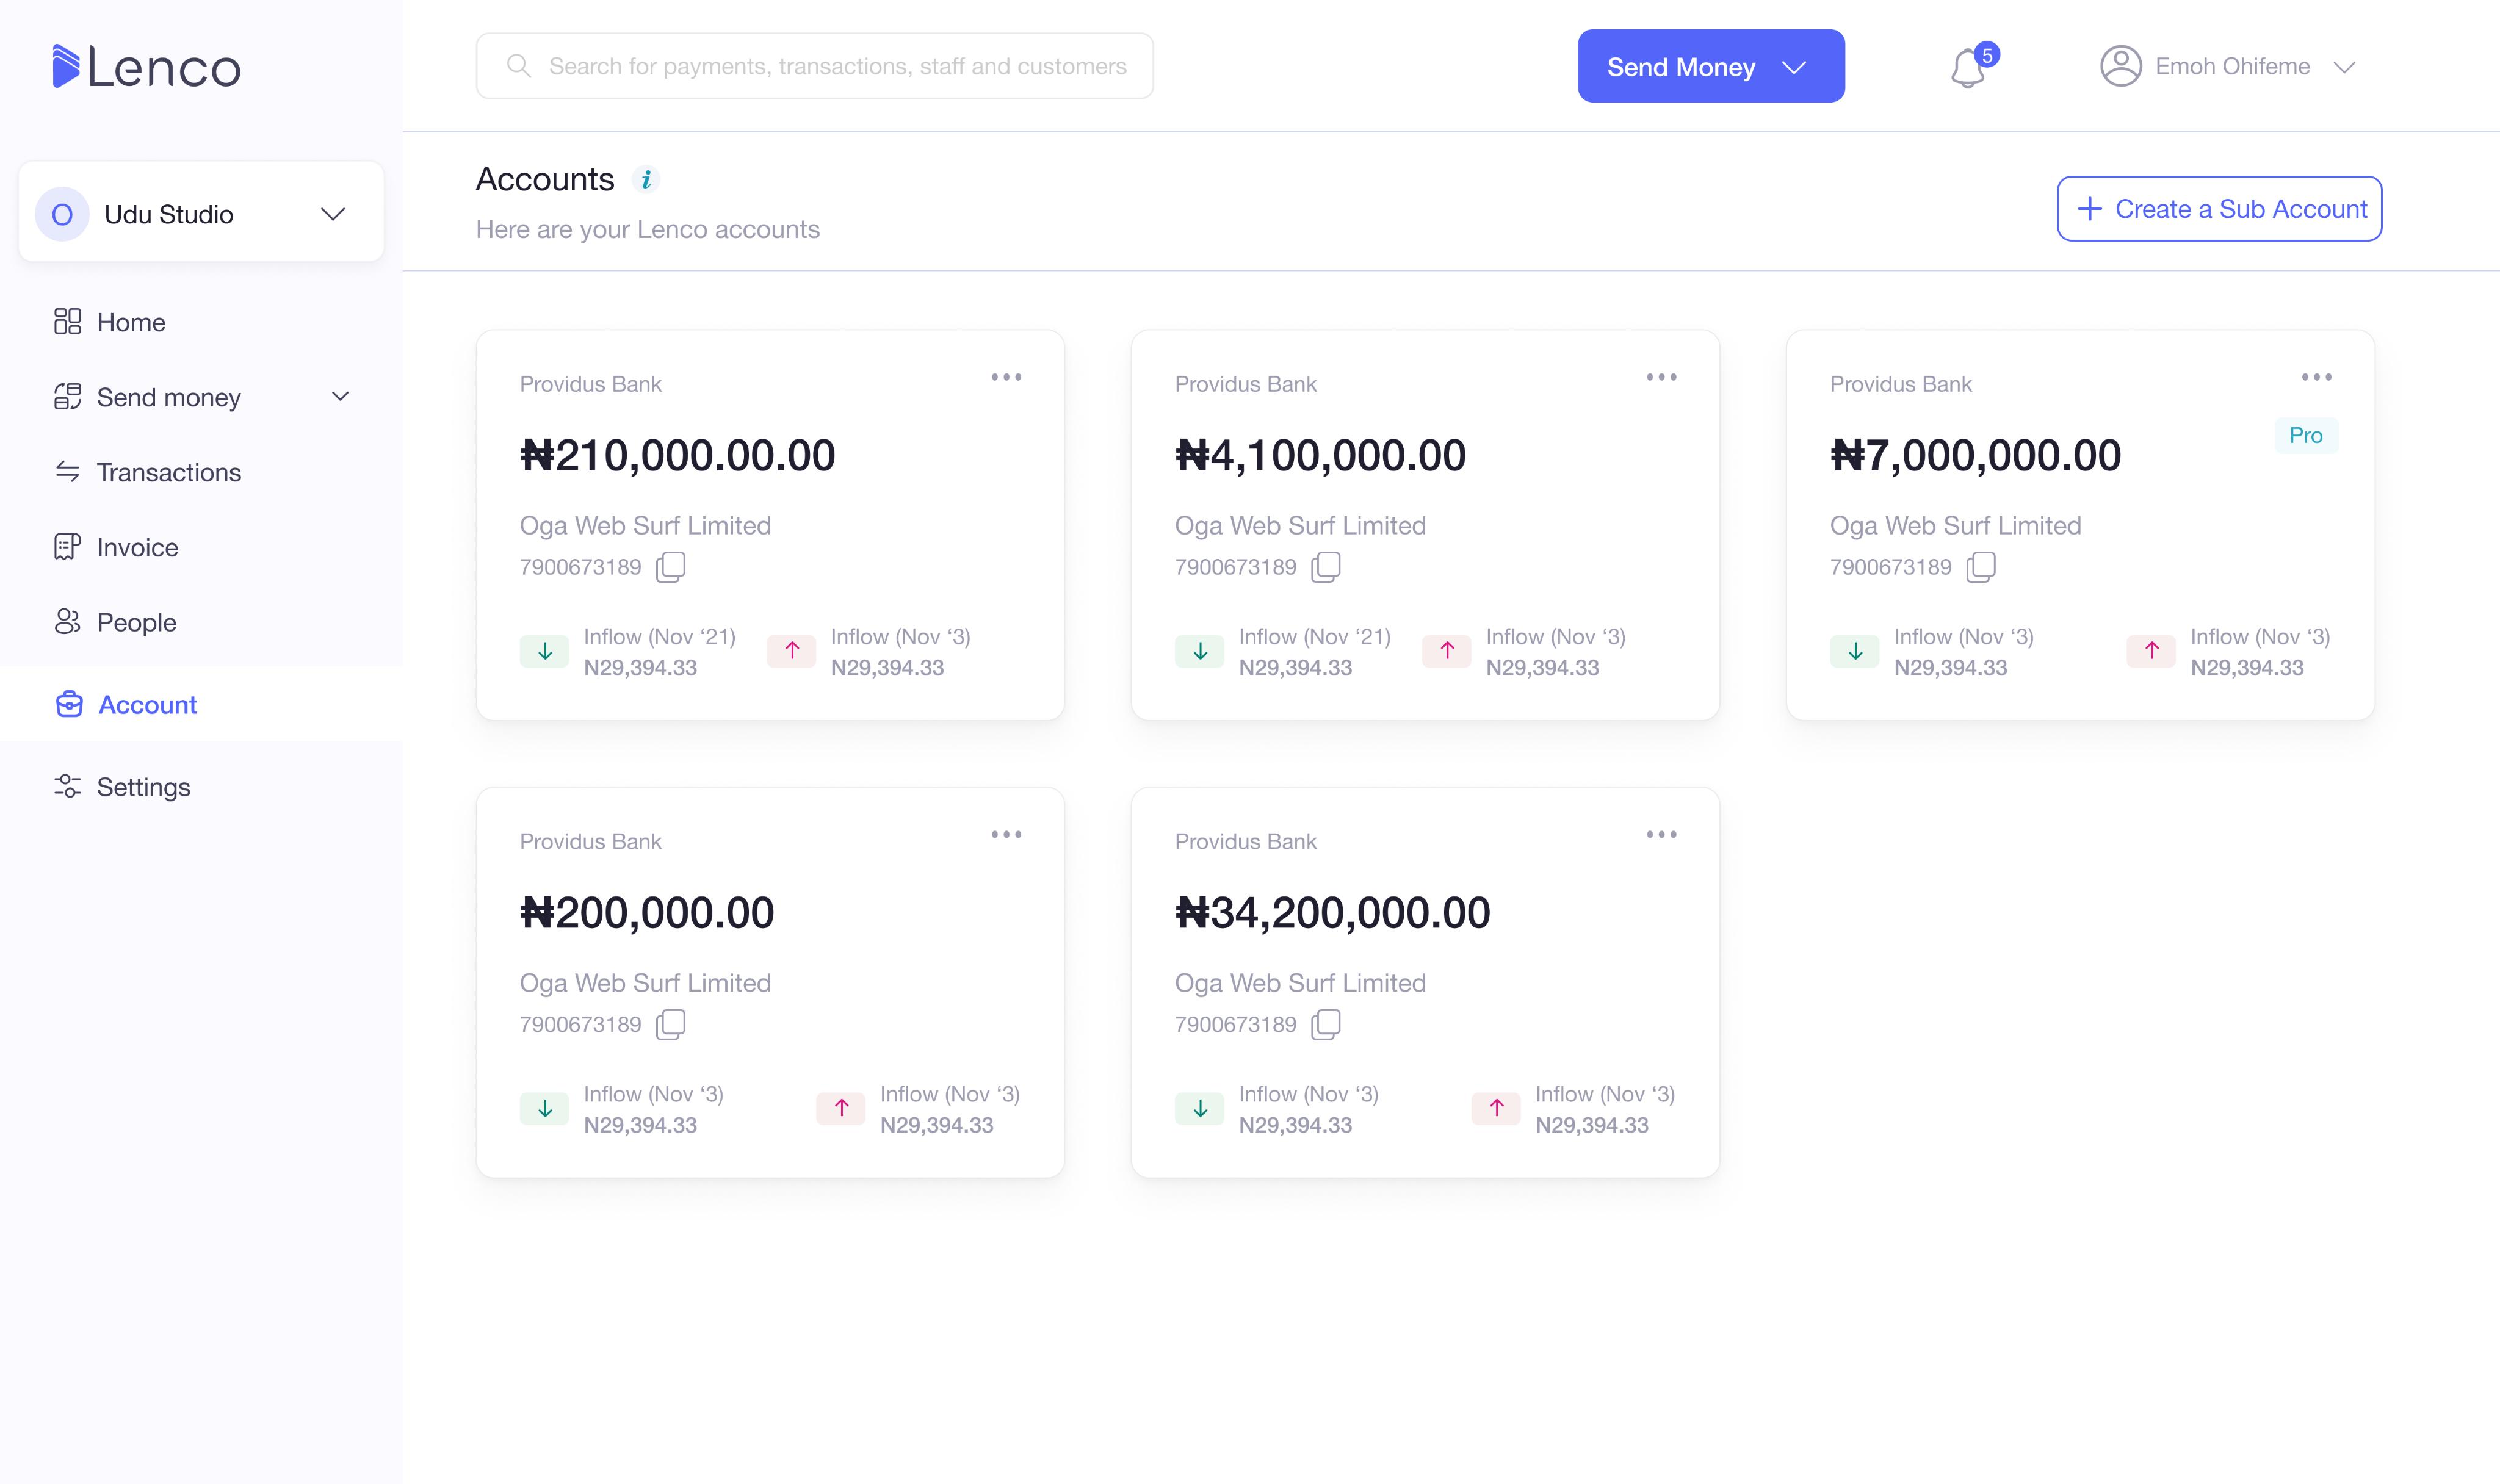 Lenco
Search for payments, transactions, staff and customers
Send Money
5
Emoh Ohifeme
O
Udu Studio
Home
Send money
Transactions
Invoice
People
Account
Settings
Accounts
i
Here are your Lenco accounts
+ Create a Sub Account
Providus Bank
₦210,000.00.00
Oga Web Surf Limited
7900673189
Inflow (Nov ‘21)
N29,394.33
Inflow (Nov ‘3)
N29,394.33
Providus Bank
₦4,100,000.00
Oga Web Surf Limited
7900673189
Inflow (Nov ‘21)
N29,394.33
Inflow (Nov ‘3)
N29,394.33
Providus Bank
Pro
₦7,000,000.00
Oga Web Surf Limited
7900673189
Inflow (Nov ‘3)
N29,394.33
Inflow (Nov ‘3)
N29,394.33
Providus Bank
₦200,000.00
Oga Web Surf Limited
7900673189
Inflow (Nov ‘3)
N29,394.33
Inflow (Nov ‘3)
N29,394.33
Providus Bank
₦34,200,000.00
Oga Web Surf Limited
7900673189
Inflow (Nov ‘3)
N29,394.33
Inflow (Nov ‘3)
N29,394.33